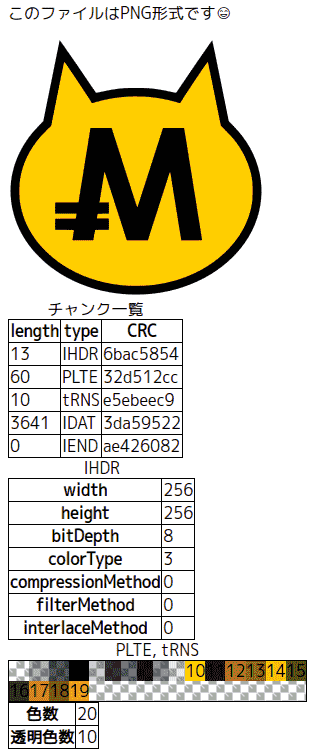 このファイルはPNG形式です😄
M
チャンク一覧
length type CRC
13 IHDR 6bac5854
60 PLTE 32d512cc
10 tRNS e5ebeec9
3641 IDAT 3da59522
0 IEND ae426082
IHDR
width 256
height 256
bitDepth 8
colorType 3
compressionMethod 0
filterMethod 0
interlaceMethod 0
PLTE, tRNS
10 11 12 13 14 15
16 17 18 19
色数 20
透明色数 10